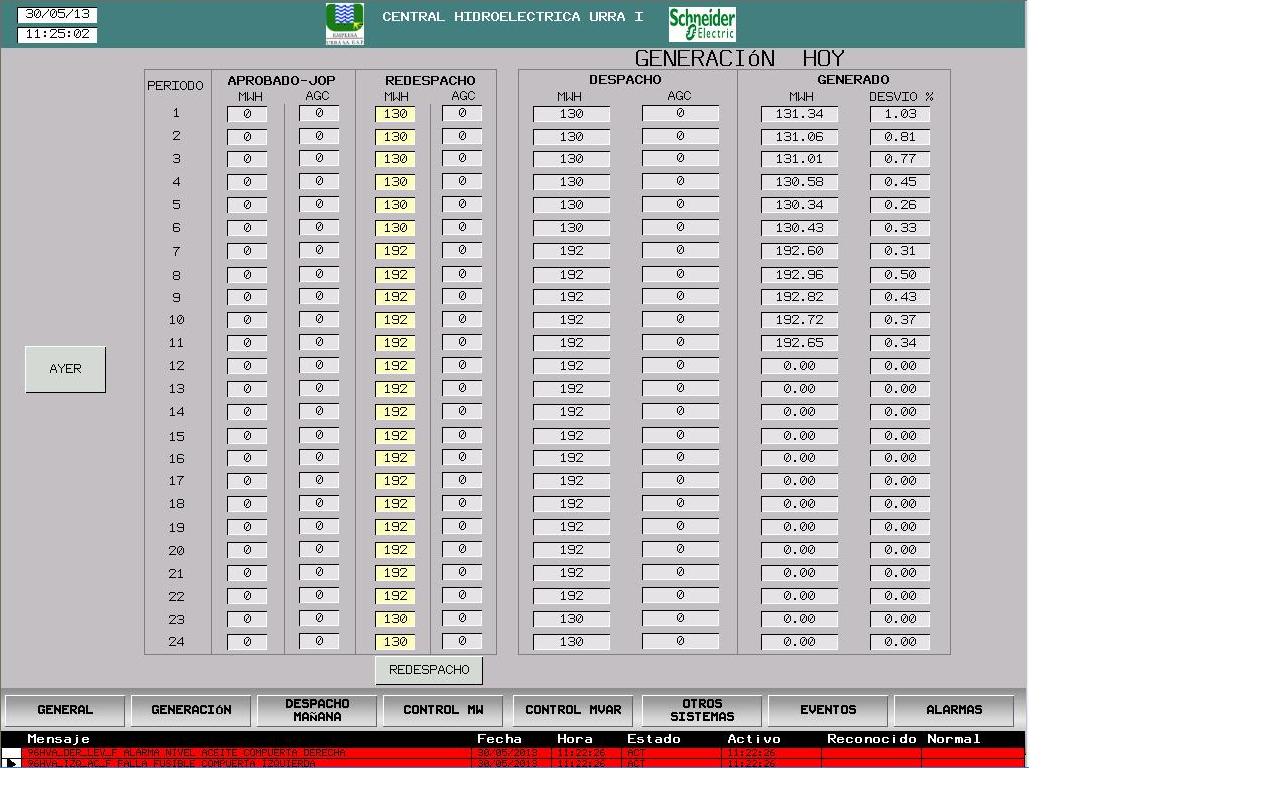 30/05/13
11:25:02
EMPRESA
URRA S.A. E.S.P.
CENTRAL HIDROELECTRICA URRA I
Schneider
Electric
GENERACIóN HOY
PERIODO APROBADO-JOP REDESPACHO DESPACHO GENERADO
MWH AGC MWH AGC MWH AGC MWH DESVIO %
1 0 0 130 0 130 0 131.34 1.03
2 0 0 130 0 130 0 131.06 0.81
3 0 0 130 0 130 0 131.01 0.77
4 0 0 130 0 130 0 130.58 0.45
5 0 0 130 0 130 0 130.34 0.26
6 0 0 130 0 130 0 130.43 0.33
7 0 0 192 0 192 0 192.60 0.31
8 0 0 192 0 192 0 192.96 0.50
9 0 0 192 0 192 0 192.82 0.43
10 0 0 192 0 192 0 192.72 0.37
11 0 0 192 0 192 0 192.65 0.34
12 0 0 192 0 192 0 0.00 0.00
13 0 0 192 0 192 0 0.00 0.00
14 0 0 192 0 192 0 0.00 0.00
15 0 0 192 0 192 0 0.00 0.00
16 0 0 192 0 192 0 0.00 0.00
17 0 0 192 0 192 0 0.00 0.00
18 0 0 192 0 192 0 0.00 0.00
19 0 0 192 0 192 0 0.00 0.00
20 0 0 192 0 192 0 0.00 0.00
21 0 0 192 0 192 0 0.00 0.00
22 0 0 192 0 192 0 0.00 0.00
23 0 0 130 0 130 0 0.00 0.00
24 0 0 130 0 130 0 0.00 0.00
AYER
REDESPACHO
GENERAL GENERACIóN DESPACHO MAñANA CONTROL MW CONTROL MVAR OTROS SISTEMAS EVENTOS ALARMAS
Mensaje Fecha Hora Estado Activo Reconocido Normal
96HVA_DER_LEV_F ALARMA NIVEL ACEITE COMPUERTA DERECHA 30/05/2013 11:22:26 ACT 11:22:26
96HVA_IZQ_AC_F FALLA FUSIBLE COMPUERTA IZQUIERDA 30/05/2013 11:22:26 ACT 11:22:26